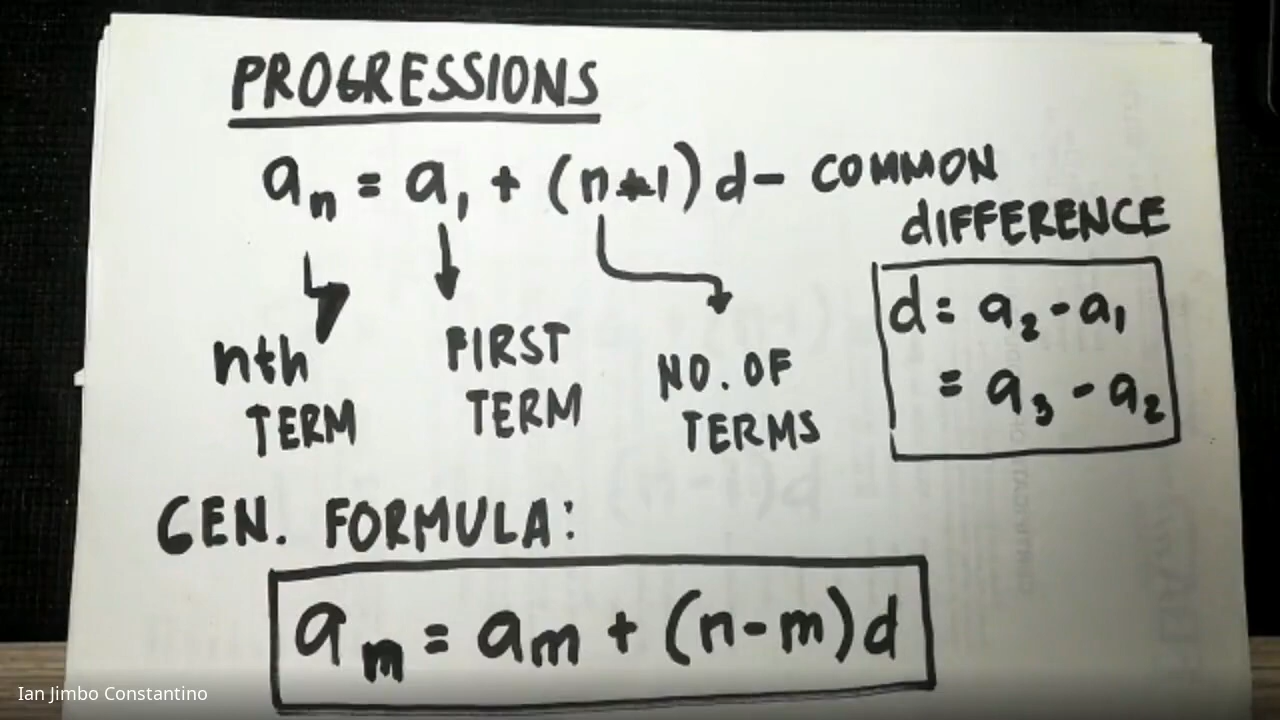 PROGRESSIONS
aₙ = a₁ + (n+1) d - COMMON DIFFERENCE
nth TERM
FIRST TERM
NO. OF TERMS
d = a₂ - a₁
= a₃ - a₂
GEN. FORMULA:
aₘ = aₘ + (n-m)d
Ian Jimbo Constantino